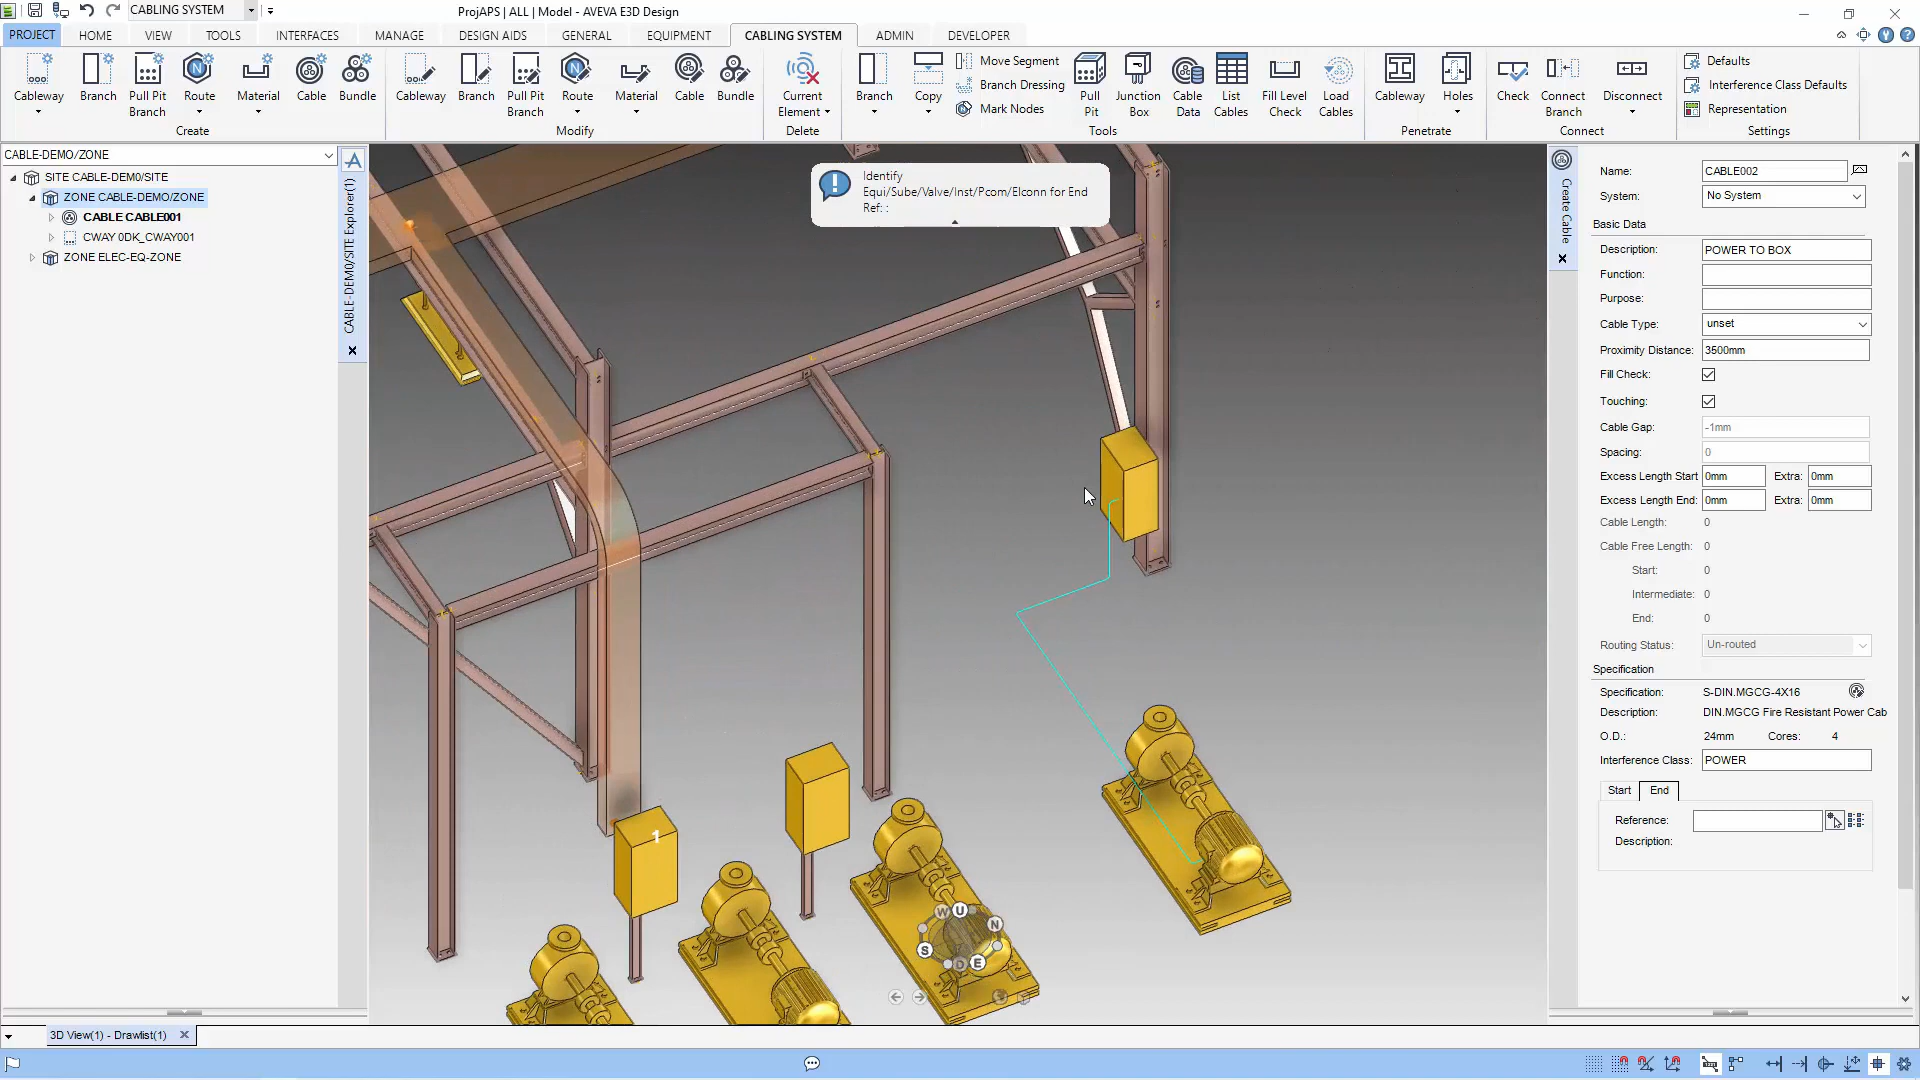 CABLING SYSTEM
ProjAPS | ALL | Model - AVEVA E3D Design
PROJECT HOME VIEW TOOLS INTERFACES MANAGE DESIGN AIDS GENERAL EQUIPMENT CABLING SYSTEM ADMIN DEVELOPER
Cableway Branch Pull Pit Branch Route Material Cable Bundle
Create
Cableway Branch Pull Pit Branch Route Material Cable Bundle
Modify
Current Element
Delete
Branch Copy
Move Segment
Branch Dressing
Mark Nodes
Pull Pit
Junction Box
Cable Data
List Cables
Fill Level Check
Load Cables
Tools
Cableway Holes
Penetrate
Check Connect Branch Disconnect
Connect
Defaults
Interference Class Defaults
Representation
Settings
CABLE-DEMO/ZONE
SITE CABLE-DEM0/SITE
ZONE CABLE-DEMO/ZONE
CABLE CABLE001
CWAY 0DK_CWAY001
ZONE ELEC-EQ-ZONE
CABLE-DEM0/SITE Explorer(1)
Identify
Equi/Sube/Valve/Inst/Pcom/Elconn for End
Ref: :
1
W U N S D E
Create Cable
Name: CABLE002
System: No System
Basic Data
Description: POWER TO BOX
Function:
Purpose:
Cable Type: unset
Proximity Distance: 3500mm
Fill Check:
Touching:
Cable Gap: -1mm
Spacing: 0
Excess Length Start 0mm Extra: 0mm
Excess Length End: 0mm Extra: 0mm
Cable Length: 0
Cable Free Length: 0
Start: 0
Intermediate: 0
End: 0
Routing Status: Un-routed
Specification
Specification: S-DIN.MGCG-4X16
Description: DIN.MGCG Fire Resistant Power Cab
O.D.: 24mm Cores: 4
Interference Class: POWER
Start End
Reference:
Description:
3D View(1) - Drawlist(1)